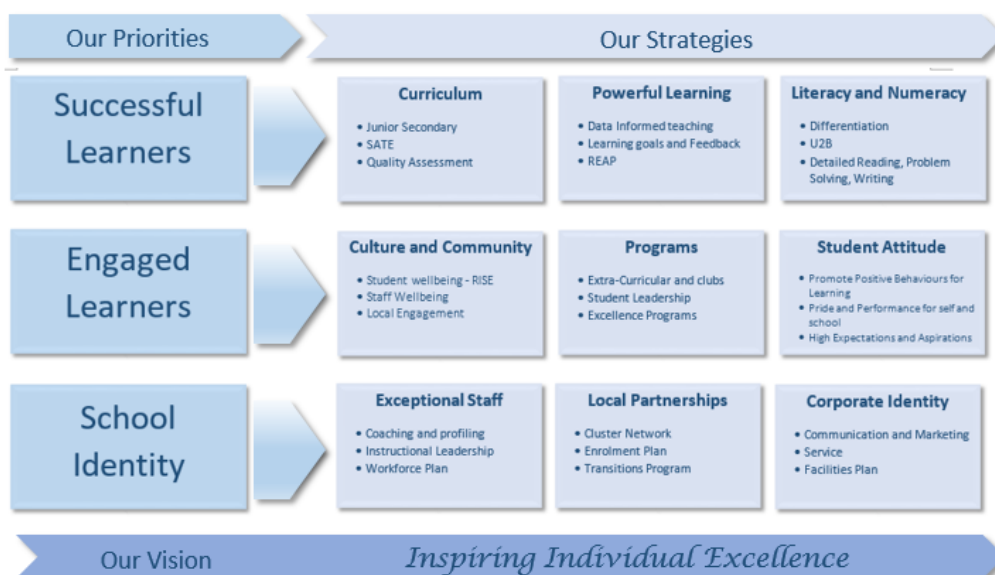 Our Priorities
Our Strategies
Successful
Learners
Curriculum
• Junior Secondary
• SATE
• Quality Assessment
Powerful Learning
• Data Informed teaching
• Learning goals and Feedback
• REAP
Literacy and Numeracy
• Differentiation
• U2B
• Detailed Reading, Problem
Solving, Writing
Engaged
Learners
Culture and Community
• Student wellbeing - RISE
• Staff Wellbeing
• Local Engagement
Programs
• Extra-Curricular and clubs
• Student Leadership
• Excellence Programs
Student Attitude
• Promote Positive Behaviours for
Learning
• Pride and Performance for self and
school
• High Expectations and Aspirations
School
Identity
Exceptional Staff
• Coaching and profiling
• Instructional Leadership
• Workforce Plan
Local Partnerships
• Cluster Network
• Enrolment Plan
• Transitions Program
Corporate Identity
• Communication and Marketing
• Service
• Facilities Plan
Our Vision
Inspiring Individual Excellence